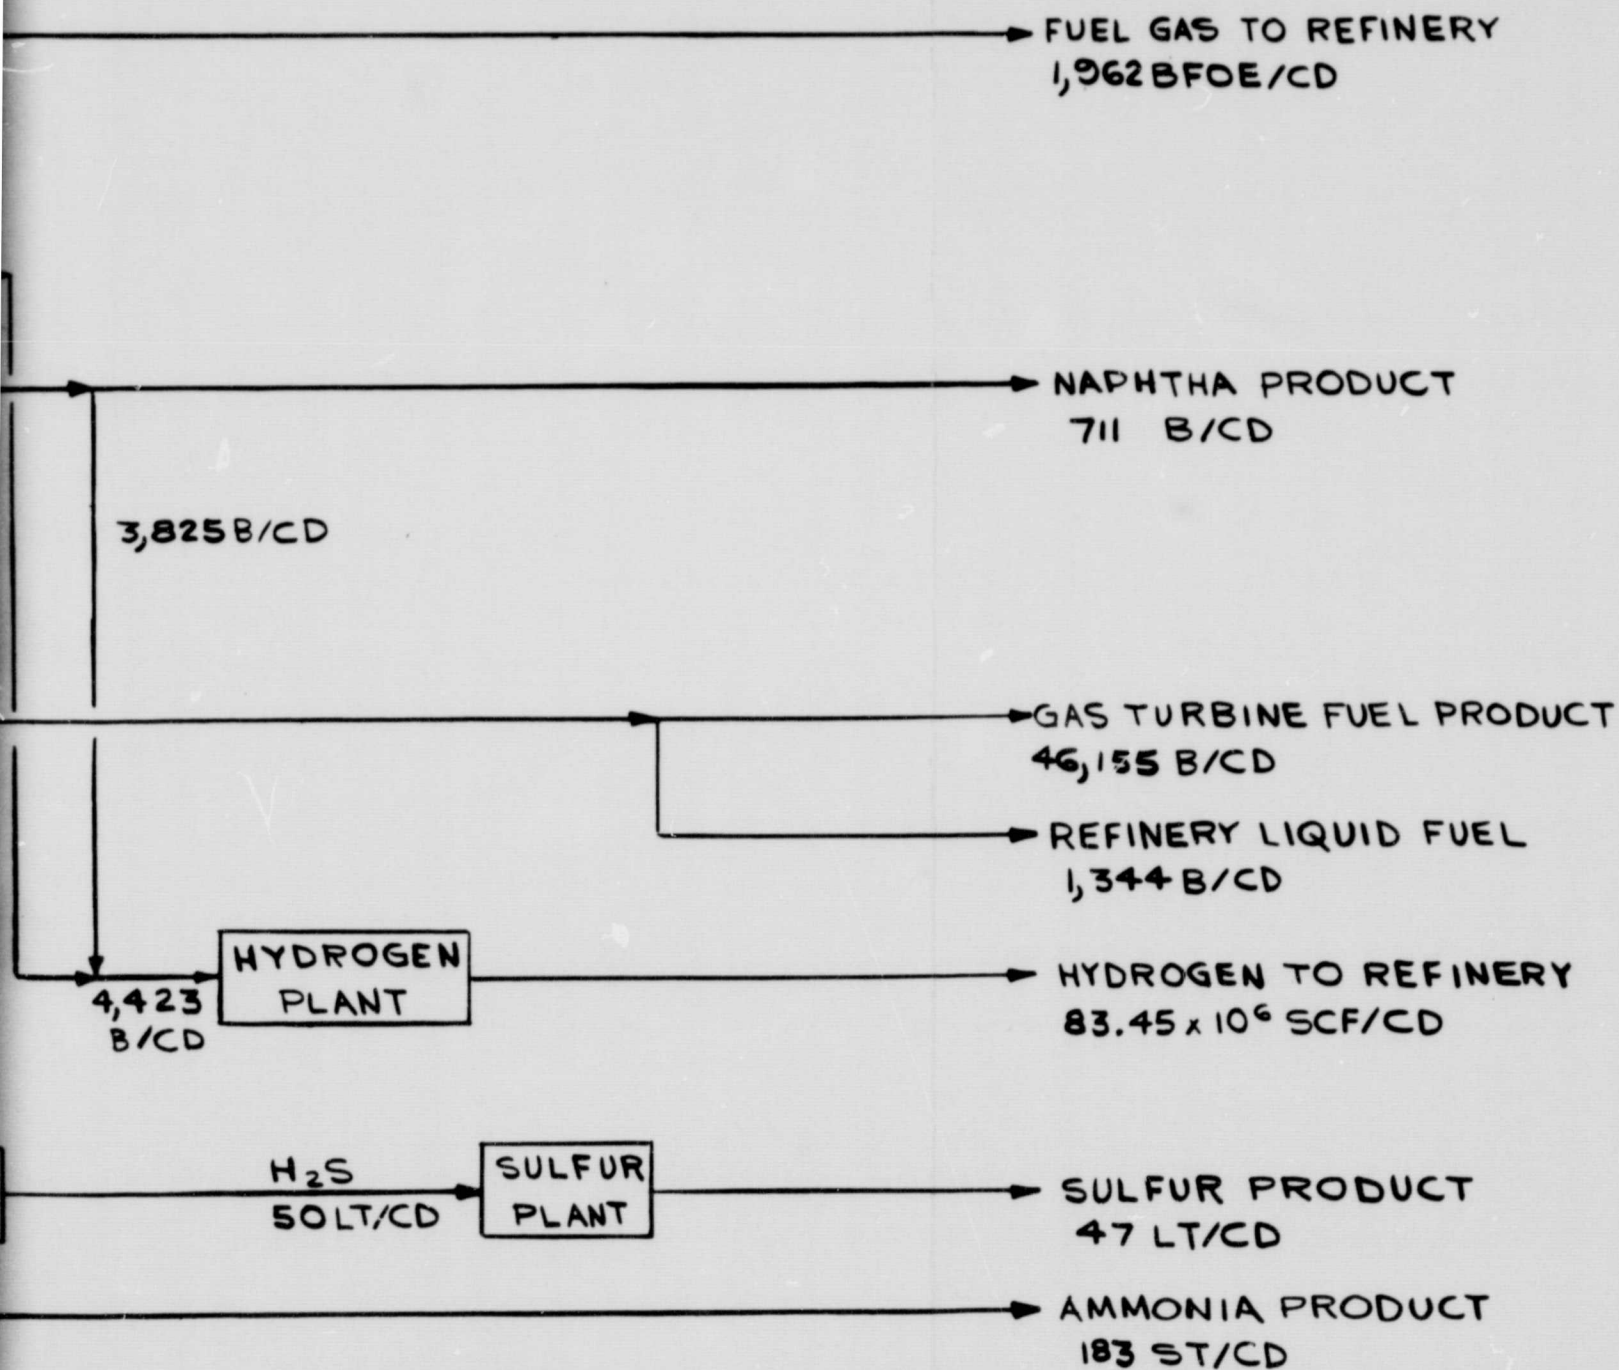 FUEL GAS TO REFINERY
1,962 BFOE/CD
NAPHTHA PRODUCT
711 B/CD
3,825 B/CD
GAS TURBINE FUEL PRODUCT
46,155 B/CD
REFINERY LIQUID FUEL
1,344 B/CD
HYDROGEN
PLANT
4,423
B/CD
HYDROGEN TO REFINERY
83.45 x 10⁶ SCF/CD
H₂S
50 LT/CD
SULFUR
PLANT
SULFUR PRODUCT
47 LT/CD
AMMONIA PRODUCT
183 ST/CD